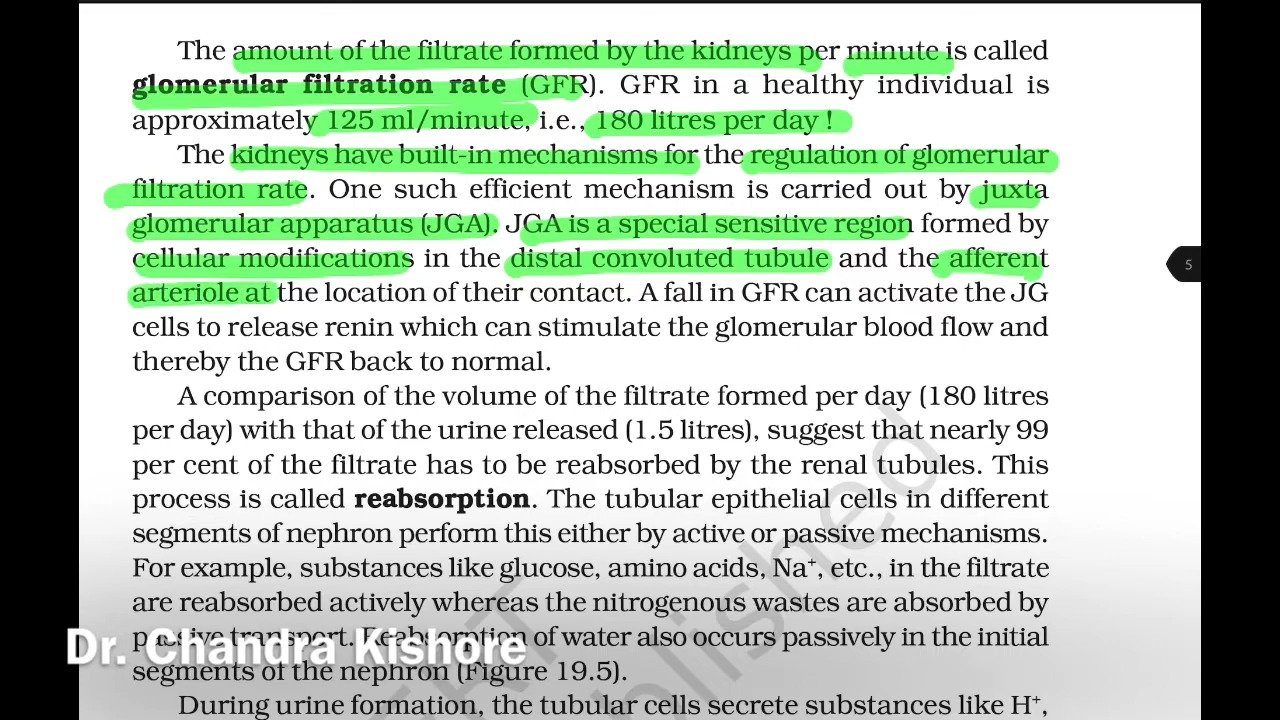 The amount of the filtrate formed by the kidneys per minute is called
glomerular filtration rate (GFR). GFR in a healthy individual is
approximately 125 ml/minute, i.e., 180 litres per day !
The kidneys have built-in mechanisms for the regulation of glomerular
filtration rate. One such efficient mechanism is carried out by juxta
glomerular apparatus (JGA). JGA is a special sensitive region formed by
cellular modifications in the distal convoluted tubule and the afferent
arteriole at the location of their contact. A fall in GFR can activate the JG
cells to release renin which can stimulate the glomerular blood flow and
thereby the GFR back to normal.
A comparison of the volume of the filtrate formed per day (180 litres
per day) with that of the urine released (1.5 litres), suggest that nearly 99
per cent of the filtrate has to be reabsorbed by the renal tubules. This
process is called reabsorption. The tubular epithelial cells in different
segments of nephron perform this either by active or passive mechanisms.
For example, substances like glucose, amino acids, Na⁺, etc., in the filtrate
are reabsorbed actively whereas the nitrogenous wastes are absorbed by
passive transport. Reabsorption of water also occurs passively in the initial
segments of the nephron (Figure 19.5).
During urine formation, the tubular cells secrete substances like H⁺,
Dr. Chandra Kishore
5